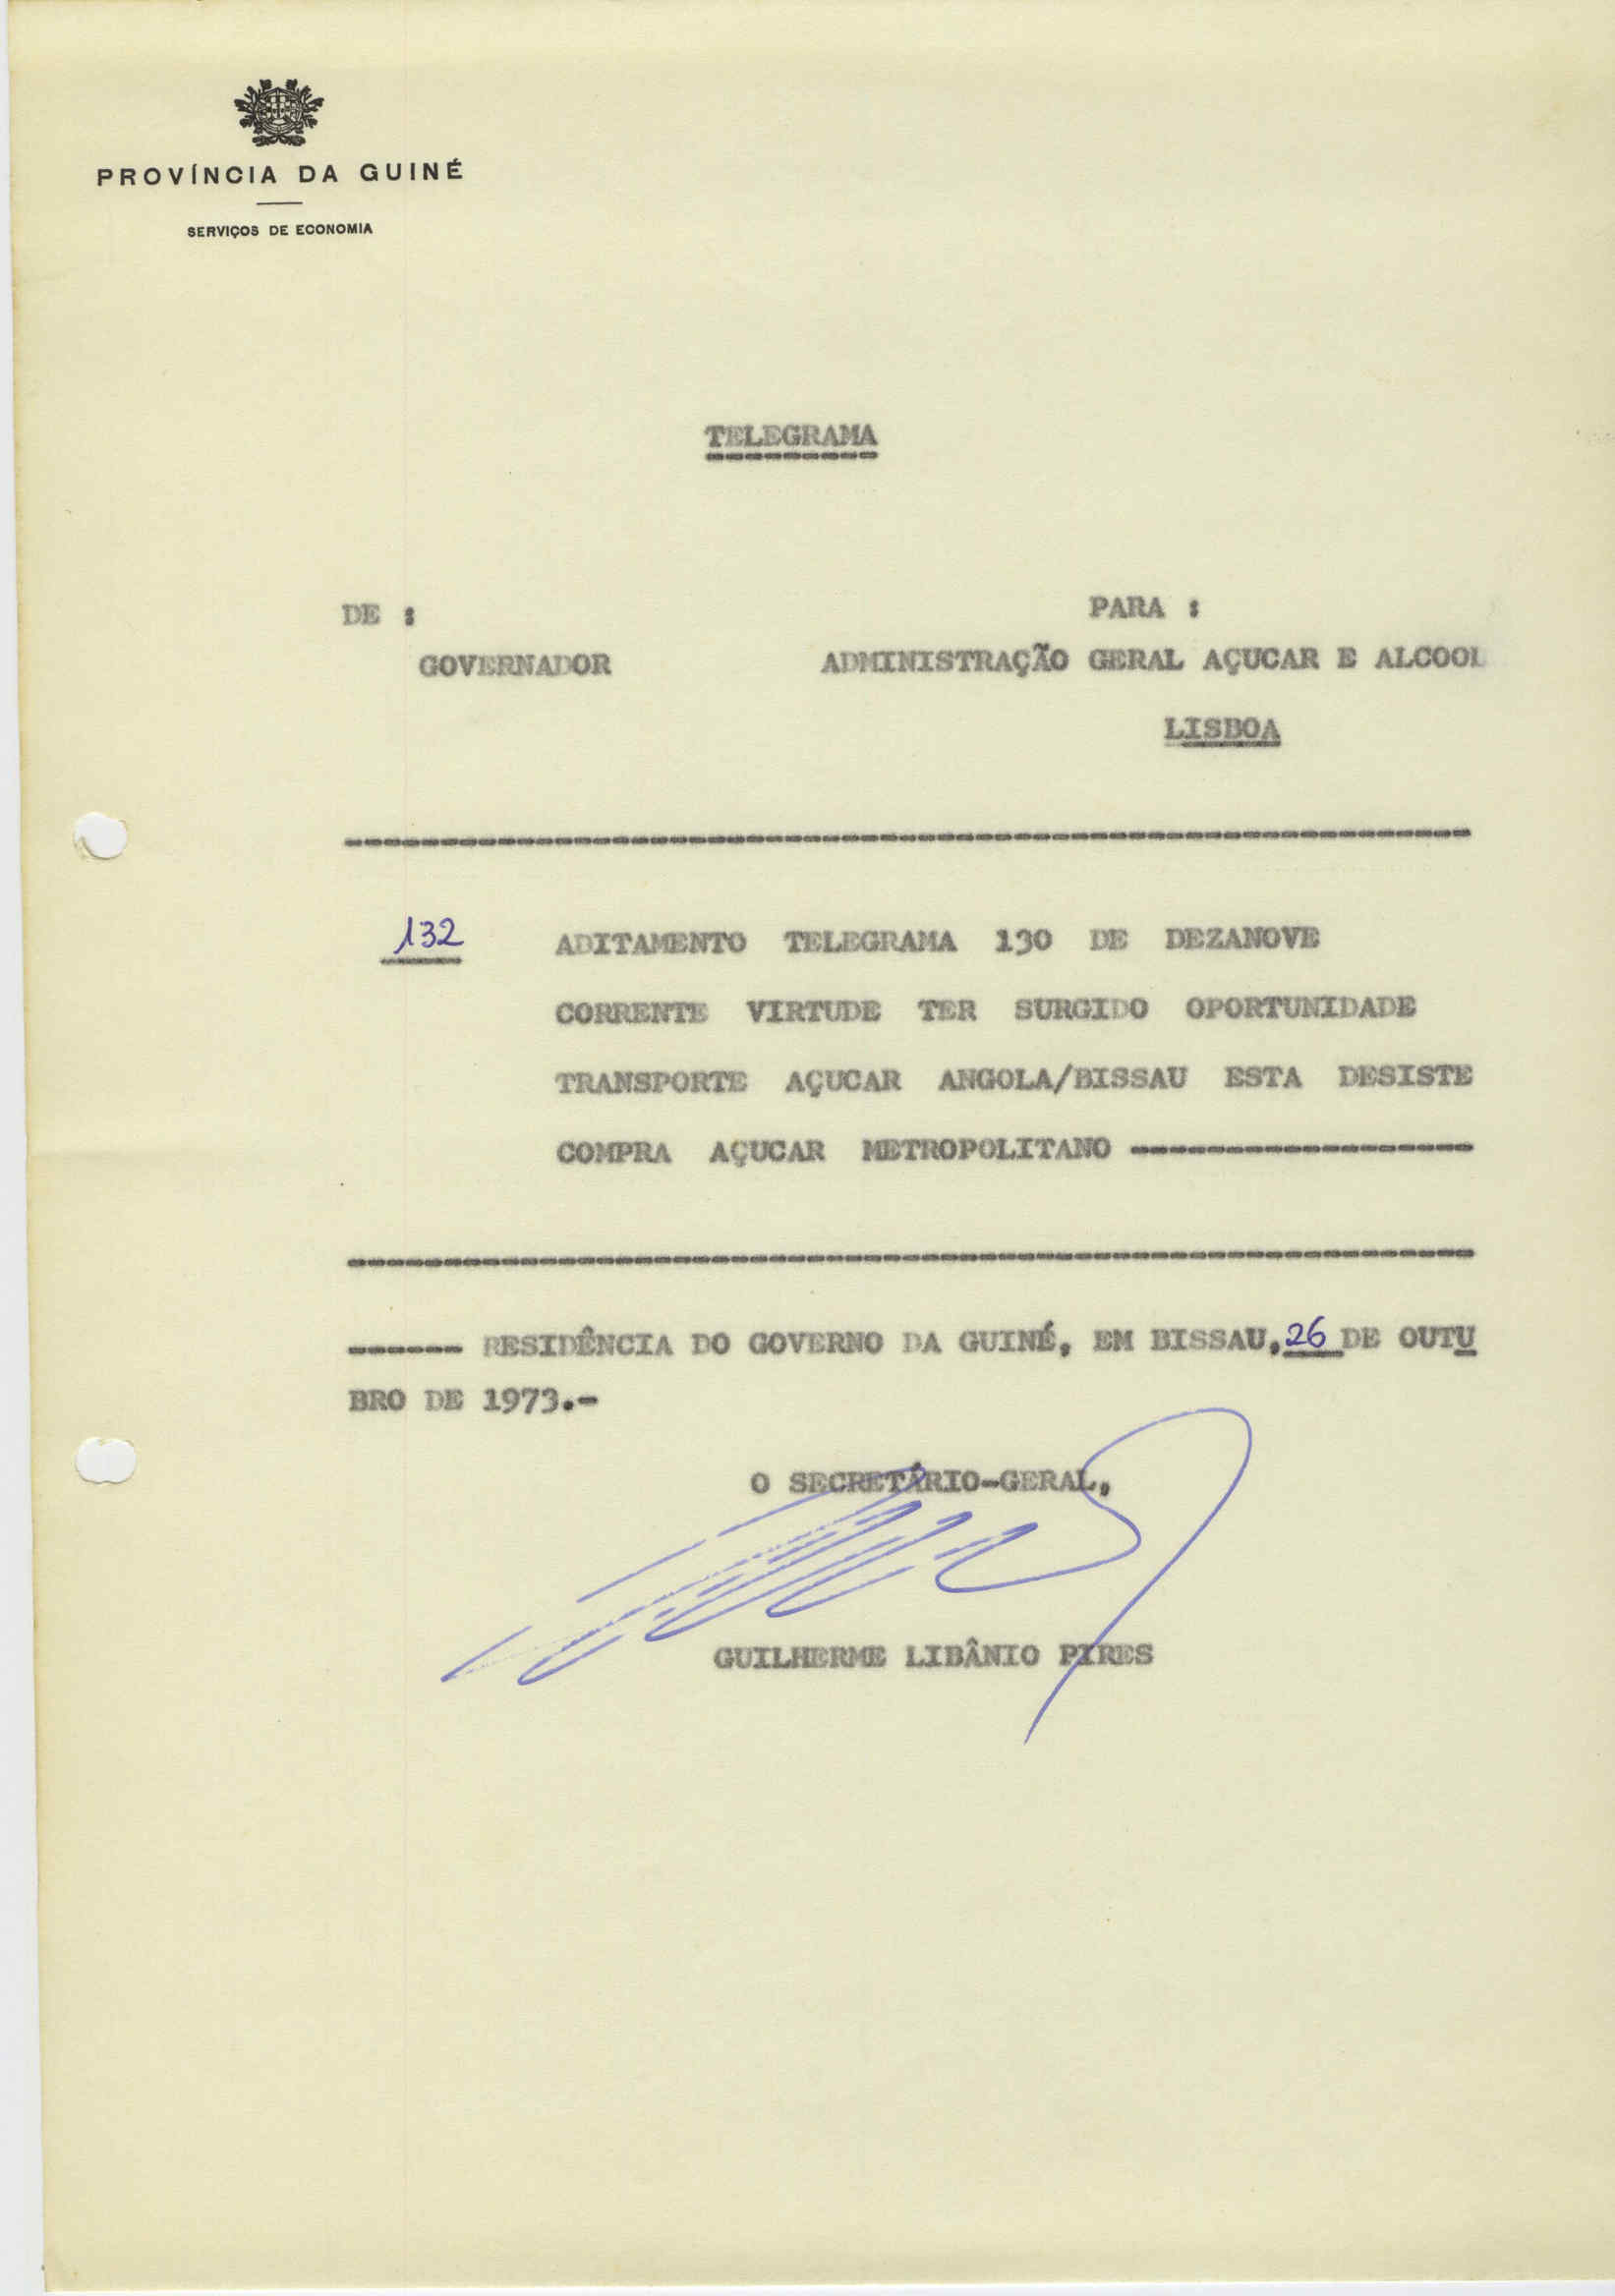 PROVÍNCIA DA GUINÉ
SERVIÇOS DE ECONOMIA
TELEGRAMA
DE :
PARA :
GOVERNADOR
ADMINISTRAÇÃO GERAL AÇUCAR E ALCOOL
LISBOA
132 ADITAMENTO TELEGRAMA 130 DE DEZANOVE
CORRENTE VIRTUDE TER SURGIDO OPORTUNIDADE
TRANSPORTE AÇUCAR ANGOLA/BISSAU ESTA DESISTE
COMPRA AÇUCAR METROPOLITANO ------------------
------ RESIDÊNCIA DO GOVERNO DA GUINÉ, EM BISSAU, 26 DE OUTU
BRO DE 1973.-
O SECRETÁRIO-GERAL,
GUILHERME LIBÂNIO PIRES